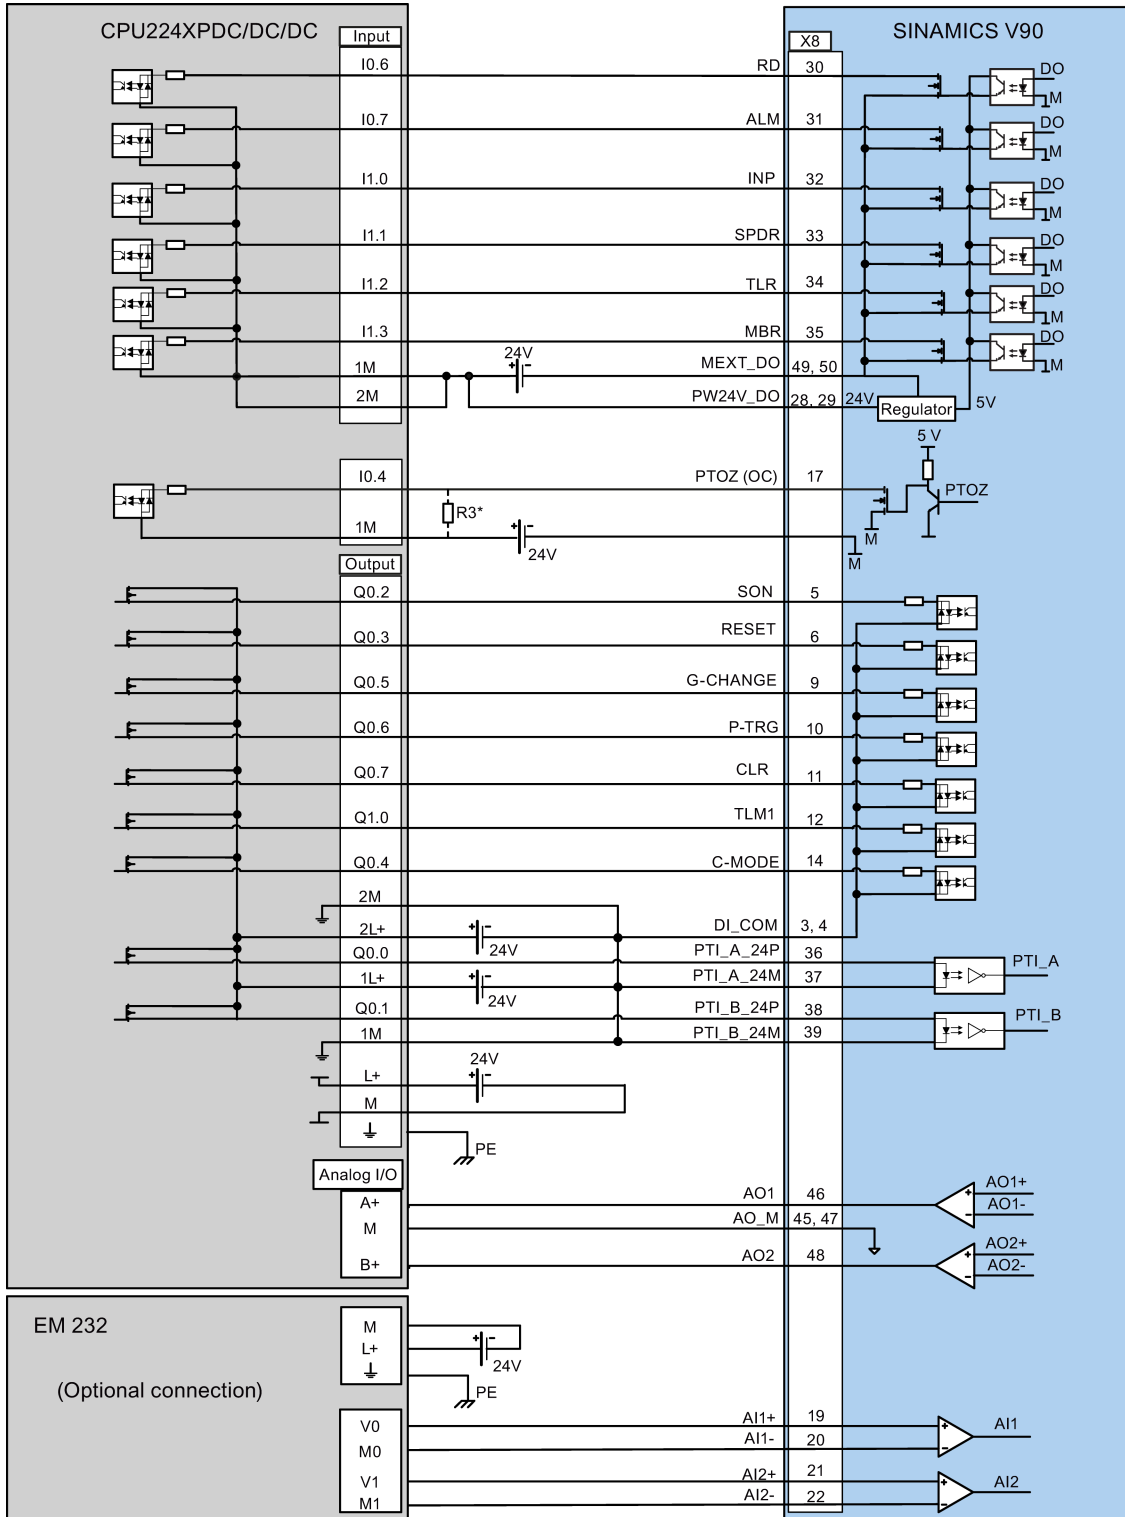 CPU224XPDC/DC/DC Input X8 SINAMICS V90
I0.6 RD 30 DO
M
I0.7 ALM 31 DO
M
I1.0 INP 32 DO
M
I1.1 SPDR 33 DO
M
I1.2 TLR 34 DO
M
I1.3 MBR 35 DO
M
24V
+ -
1M MEXT_DO 49, 50
2M PW24V_DO 28, 29 24V Regulator 5V
5 V
I0.4 PTOZ (OC) 17 PTOZ
R3*
1M + - M
24V M
Output
Q0.2 SON 5
Q0.3 RESET 6
Q0.5 G-CHANGE 9
Q0.6 P-TRG 10
Q0.7 CLR 11
Q1.0 TLM1 12
Q0.4 C-MODE 14
2M
2L+ + - DI_COM 3, 4
24V
Q0.0 PTI_A_24P 36 PTI_A
1L+ + - PTI_A_24M 37
24V
Q0.1 PTI_B_24P 38 PTI_B
1M PTI_B_24M 39
24V
L+ + -
M
PE
Analog I/O
A+ AO1 46 + AO1+
- AO1-
M AO_M 45, 47
B+ AO2 48 + AO2+
- AO2-
EM 232
M
L+ + -
24V
(Optional connection)
PE
V0 AI1+ 19 + AI1
M0 AI1- 20 -
V1 AI2+ 21 + AI2
M1 AI2- 22 -